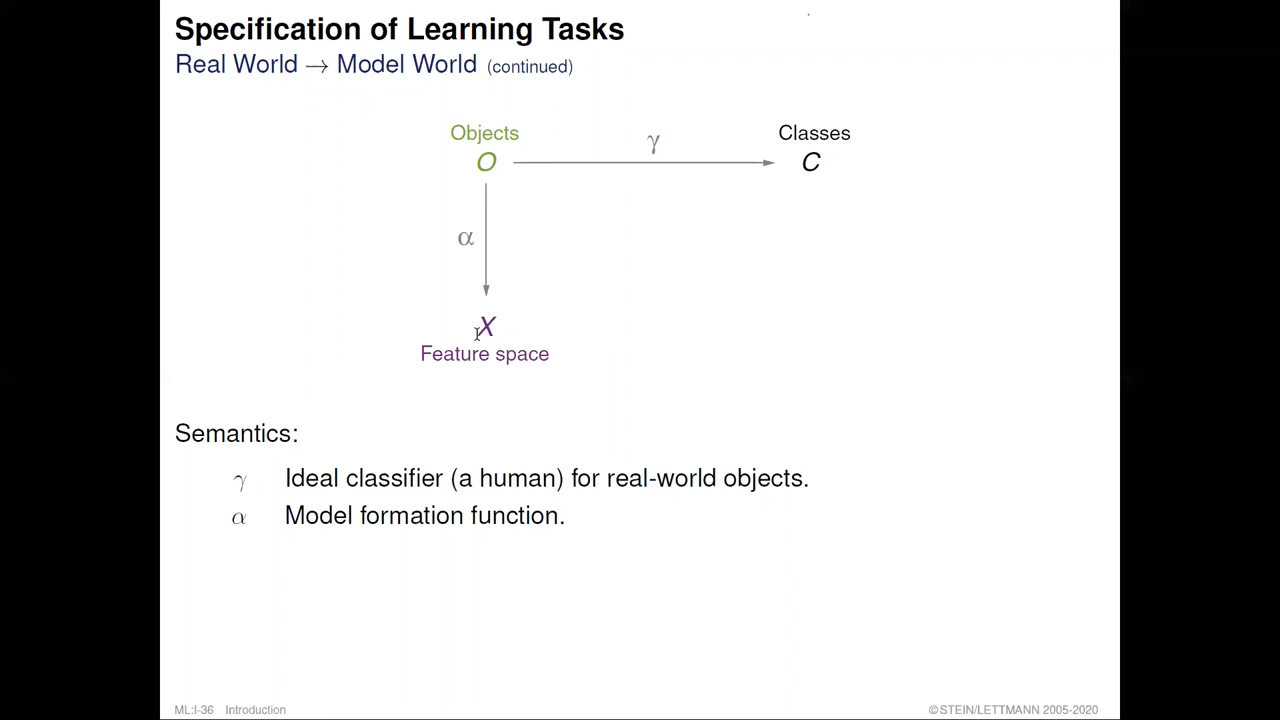 Specification of Learning Tasks
Real World → Model World (continued)
Objects
γ
Classes
O
C
α
X
Feature space
Semantics:
γ Ideal classifier (a human) for real-world objects.
α Model formation function.
ML:I-36 Introduction
©STEIN/LETTMANN 2005-2020